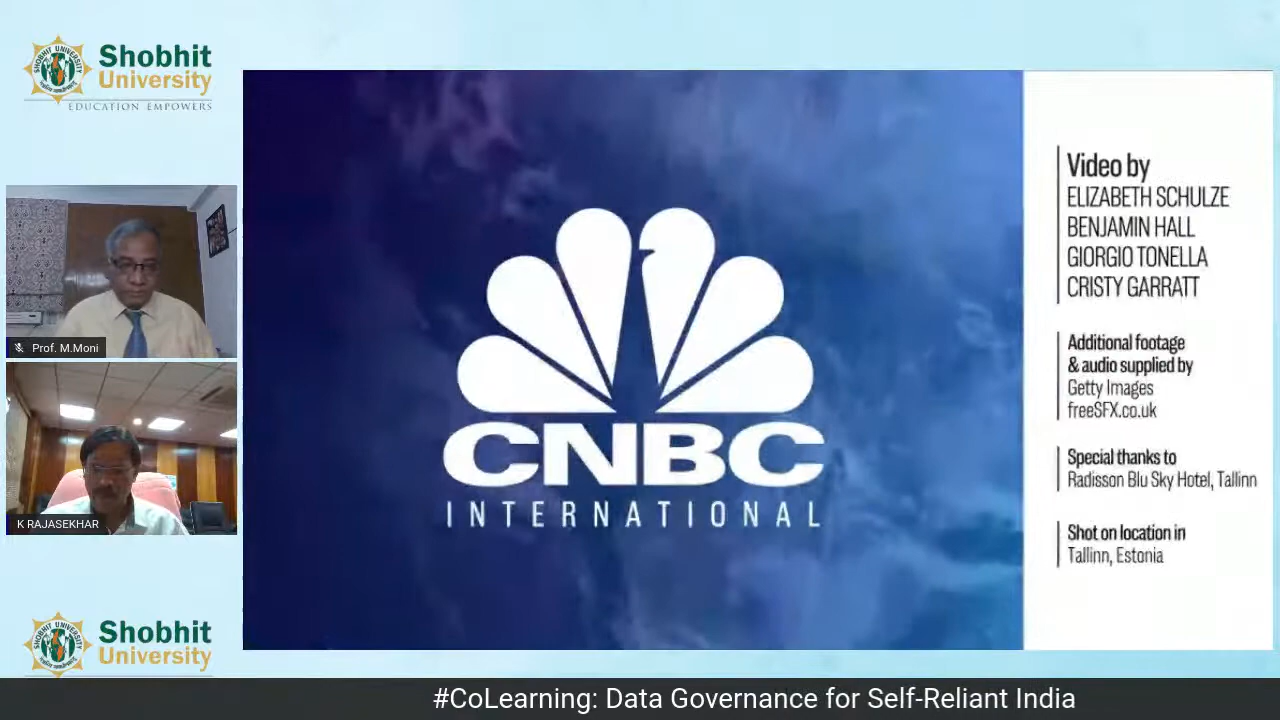 Shobhit
University
EDUCATION EMPOWERS
Prof. M.Moni
K RAJASEKHAR
Shobhit
University
CNBC
INTERNATIONAL
Video by
ELIZABETH SCHULZE
BENJAMIN HALL
GIORGIO TONELLA
CRISTY GARRATT
Additional footage
& audio supplied by
Getty Images
freeSFX.co.uk
Special thanks to
Radisson Blu Sky Hotel, Tallinn
Shot on location in
Tallinn, Estonia
#CoLearning: Data Governance for Self-Reliant India